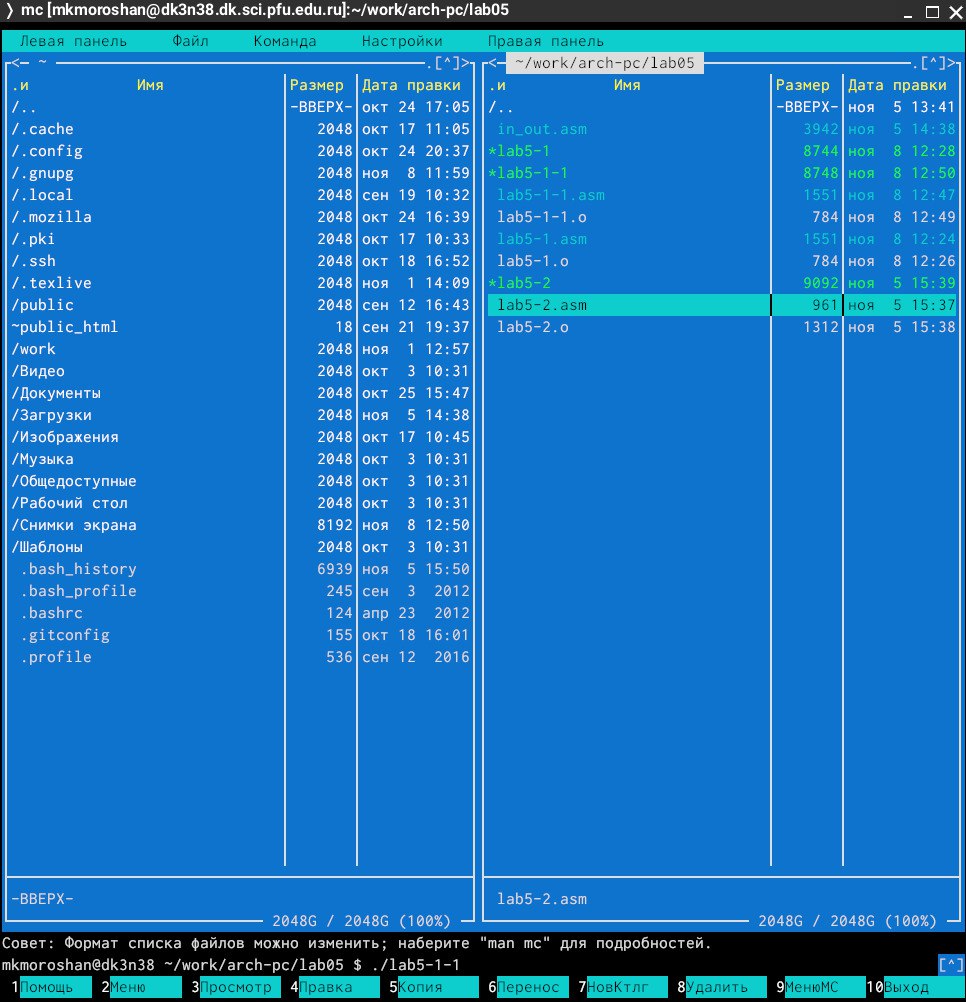 ❭ mc [mkmoroshan@dk3n38.dk.sci.pfu.edu.ru]:~/work/arch-pc/lab05
Левая панель Файл Команда Настройки Правая панель
<─ ~ ─.[^]>
.и Имя Размер Дата правки
/.. -ВВЕРХ- окт 24 17:05
/.cache 2048 окт 17 11:05
/.config 2048 окт 24 20:37
/.gnupg 2048 ноя 8 11:59
/.local 2048 сен 19 10:32
/.mozilla 2048 окт 24 16:39
/.pki 2048 окт 17 10:33
/.ssh 2048 окт 18 16:52
/.texlive 2048 ноя 1 14:09
/public 2048 сен 12 16:43
~public_html 18 сен 21 19:37
/work 2048 ноя 1 12:57
/Видео 2048 окт 3 10:31
/Документы 2048 окт 25 15:47
/Загрузки 2048 ноя 5 14:38
/Изображения 2048 окт 17 10:45
/Музыка 2048 окт 3 10:31
/Общедоступные 2048 окт 3 10:31
/Рабочий стол 2048 окт 3 10:31
/Снимки экрана 8192 ноя 8 12:50
/Шаблоны 2048 окт 3 10:31
.bash_history 6939 ноя 5 15:50
.bash_profile 245 сен 3 2012
.bashrc 124 апр 23 2012
.gitconfig 155 окт 18 16:01
.profile 536 сен 12 2016
-ВВЕРХ-
2048G / 2048G (100%)
<─ ~/work/arch-pc/lab05 ─.[^]>
.и Имя Размер Дата правки
/.. -ВВЕРХ- ноя 5 13:41
in_out.asm 3942 ноя 5 14:38
*lab5-1 8744 ноя 8 12:28
*lab5-1-1 8748 ноя 8 12:50
lab5-1-1.asm 1551 ноя 8 12:47
lab5-1-1.o 784 ноя 8 12:49
lab5-1.asm 1551 ноя 8 12:24
lab5-1.o 784 ноя 8 12:26
*lab5-2 9092 ноя 5 15:39
lab5-2.asm 961 ноя 5 15:37
lab5-2.o 1312 ноя 5 15:38
lab5-2.asm
2048G / 2048G (100%)
Совет: Формат списка файлов можно изменить; наберите "man mc" для подробностей.
mkmoroshan@dk3n38 ~/work/arch-pc/lab05 $ ./lab5-1-1 [^]
1Помощь 2Меню 3Просмотр 4Правка 5Копия 6Перенос 7НовКтлг 8Удалить 9МенюMC 10Выход